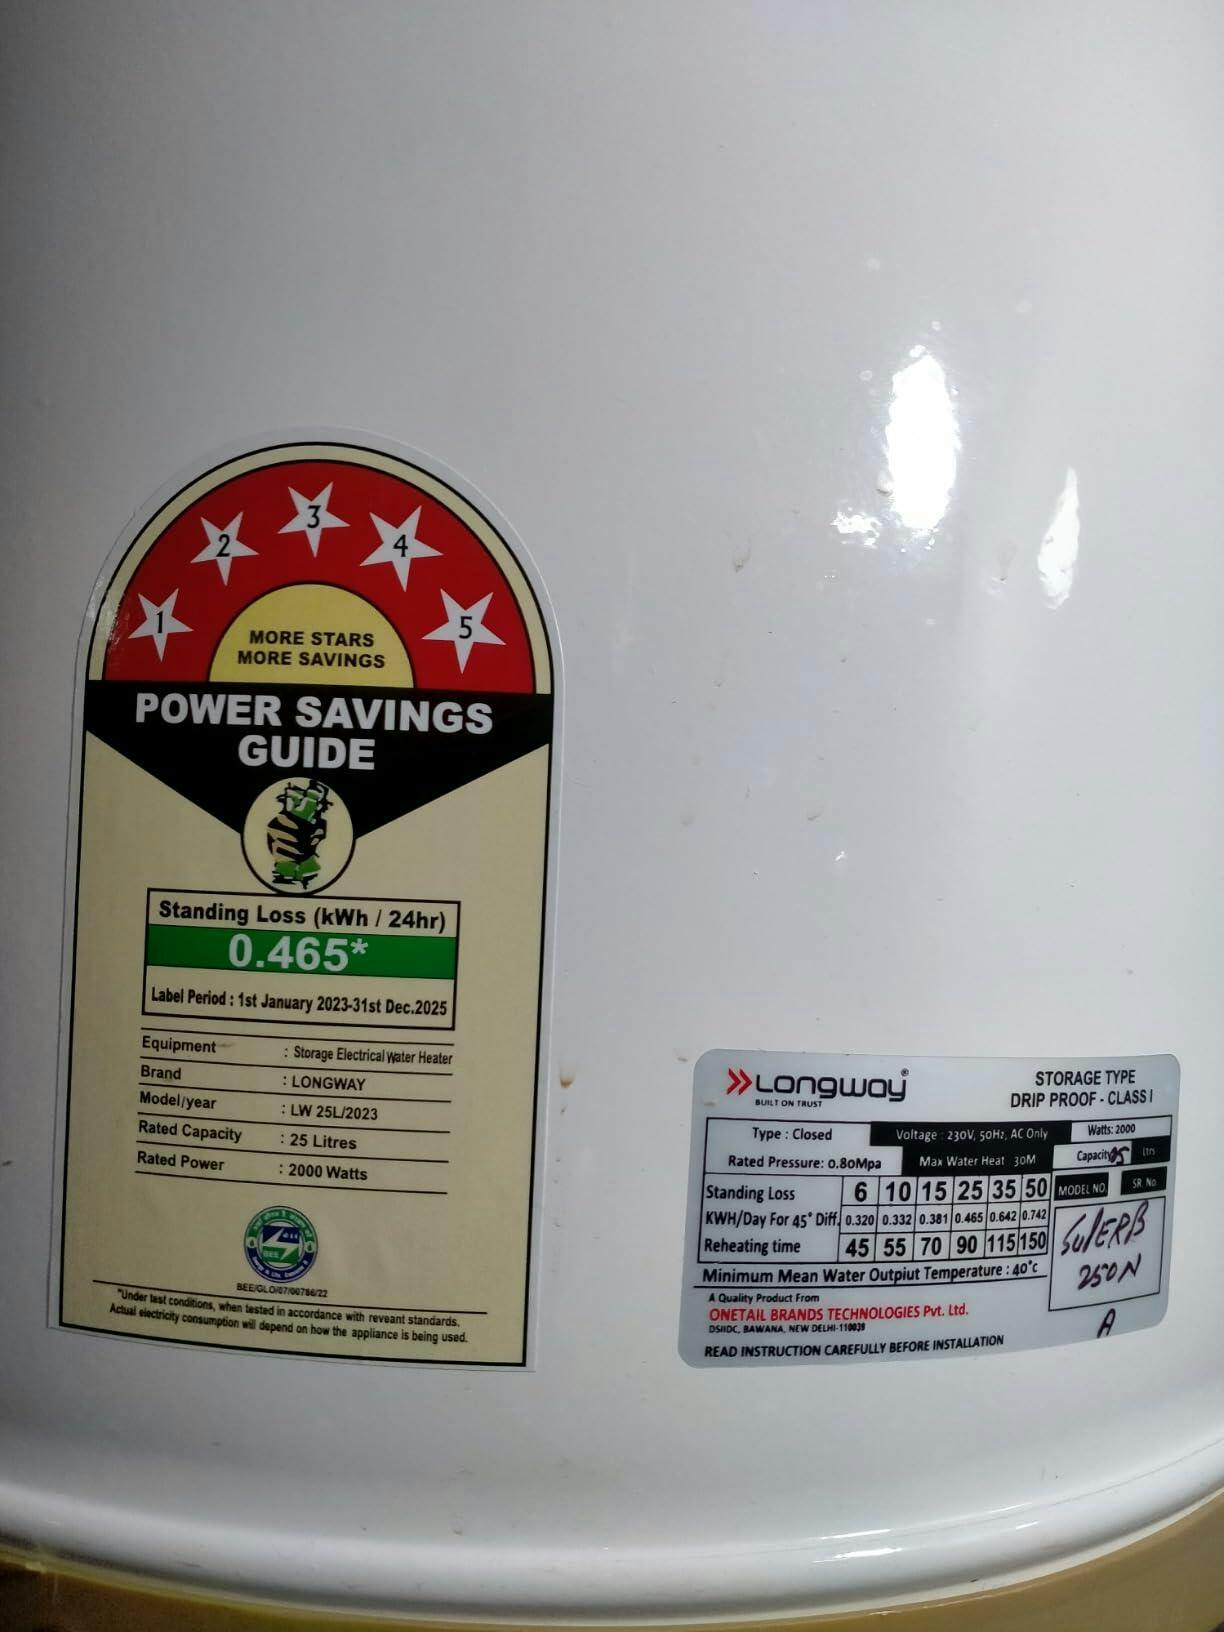 1 2 3 4 5
MORE STARS
MORE SAVINGS
POWER SAVINGS
GUIDE
Standing Loss (kWh / 24hr)
0.465*
Label Period : 1st January 2023-31st Dec.2025
Equipment : Storage Electrical Water Heater
Brand : LONGWAY
Model/year : LW 25L/2023
Rated Capacity : 25 Litres
Rated Power : 2000 Watts
BEE
BEE/GLO/07/00786/22
*Under test conditions, when tested in accordance with reveant standards.
Actual electricity consumption will depend on how the appliance is being used.
Longway®
BUILT ON TRUST
STORAGE TYPE
DRIP PROOF - CLASS I
Type : Closed Voltage : 230V, 50Hz, AC Only Watts: 2000
Rated Pressure: 0.80Mpa Max Water Heat 30M Capacity Ltrs
Standing Loss 6 10 15 25 35 50 MODEL NO. SR. No.
KWH/Day For 45° Diff. 0.320 0.332 0.381 0.465 0.642 0.742
Reheating time 45 55 70 90 115 150
SUPERB
250N
Minimum Mean Water Outpiut Temperature : 40°c
A Quality Product From
ONETAIL BRANDS TECHNOLOGIES Pvt. Ltd.
DSIIDC, BAWANA, NEW DELHI-110039
A
READ INSTRUCTION CAREFULLY BEFORE INSTALLATION